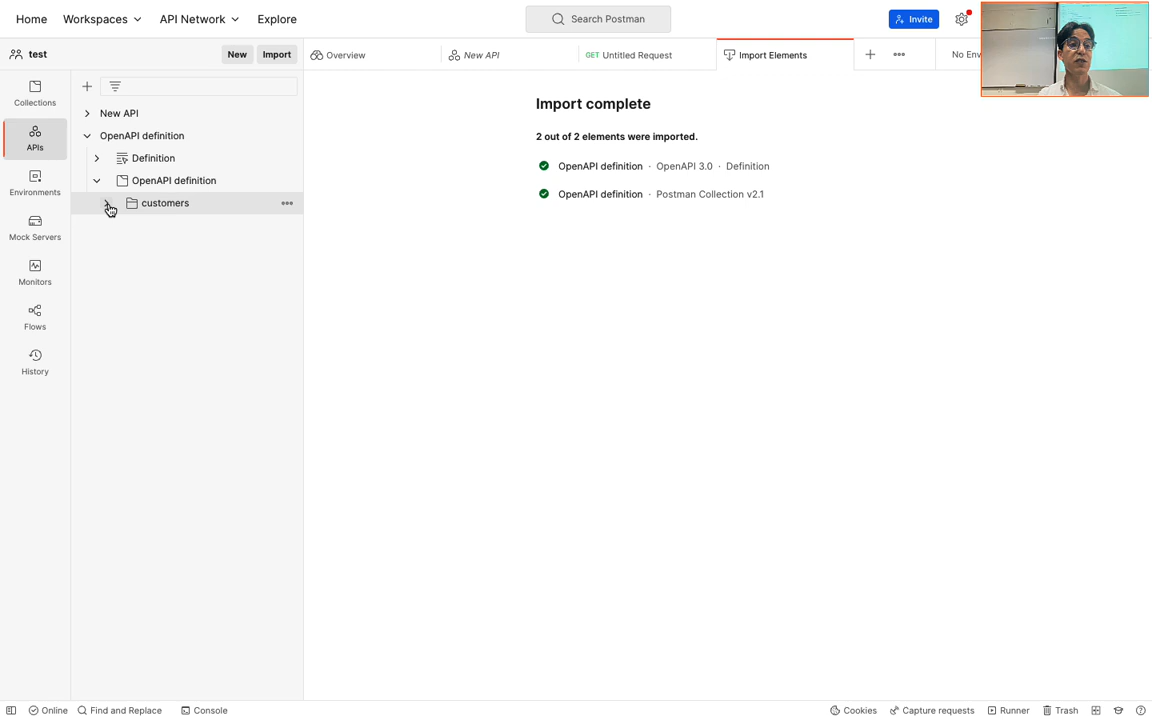 Home Workspaces API Network Explore Search Postman Invite
test New Import Overview New API GET Untitled Request Import Elements No Env
Collections
APIs
Environments
Mock Servers
Monitors
Flows
History
New API
OpenAPI definition
Definition
OpenAPI definition
customers
Import complete
2 out of 2 elements were imported.
OpenAPI definition · OpenAPI 3.0 · Definition
OpenAPI definition · Postman Collection v2.1
Online Find and Replace Console Cookies Capture requests Runner Trash